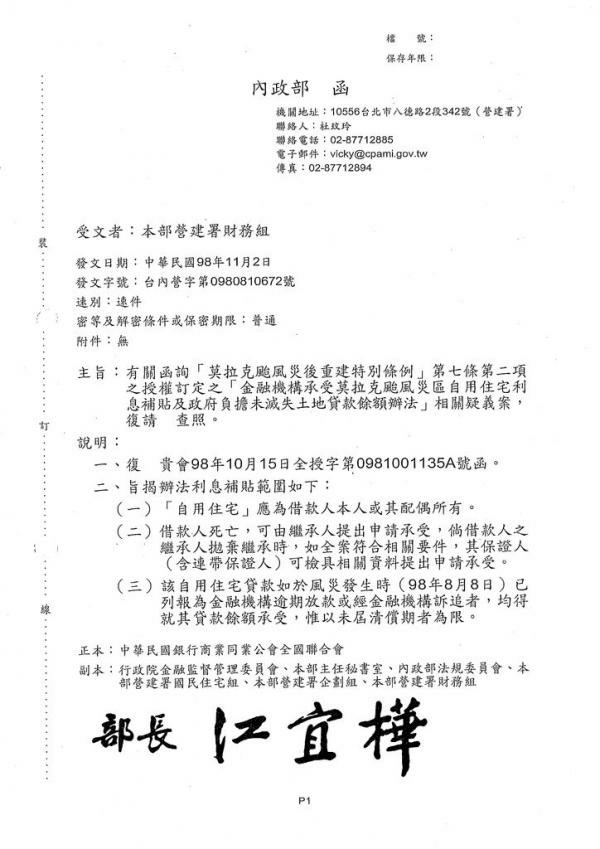 檔　　號：
保存年限：
內政部　函
機關地址：10556台北市八德路2段342號（營建署）
聯絡人：杜玟玲
聯絡電話：02-87712885
電子郵件：vicky@cpami.gov.tw
傳真：02-87712894
受文者：本部營建署財務組
發文日期：中華民國98年11月2日
發文字號：台內營字第0980810672號
速別：速件
密等及解密條件或保密期限：普通
附件：無
主旨：有關函詢「莫拉克颱風災後重建特別條例」第七條第二項
之授權訂定之「金融機構承受莫拉克颱風災區自用住宅利
息補貼及政府負擔未滅失土地貸款餘額辦法」相關疑義案，
復請　查照。
說明：
一、復　貴會98年10月15日全授字第0981001135A號函。
二、旨揭辦法利息補貼範圍如下：
（一）「自用住宅」應為借款人本人或其配偶所有。
（二）借款人死亡，可由繼承人提出申請承受，倘借款人之
繼承人拋棄繼承時，如全案符合相關要件，其保證人
（含連帶保證人）可檢具相關資料提出申請承受。
（三）該自用住宅貸款如於風災發生時（98年8月8日）已
列報為金融機構逾期放款或經金融機構訴追者，均得
就其貸款餘額承受，惟以未屆清償期者為限。
正本：中華民國銀行商業同業公會全國聯合會
副本：行政院金融監督管理委員會、本部主任秘書室、內政部法規委員會、本
部營建署國民住宅組、本部營建署企劃組、本部營建署財務組
部長　江宜樺
裝
訂
線
P1